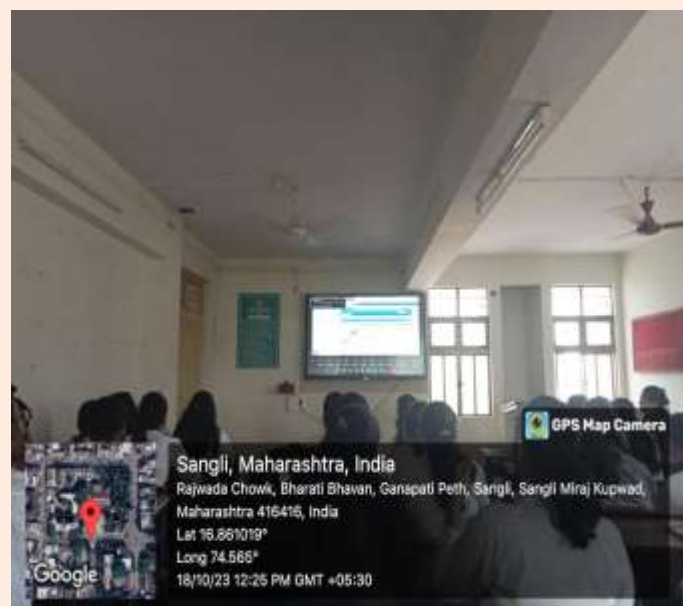 GPS Map Camera
Sangli, Maharashtra, India
Rajwada Chowk, Bharati Bhavan, Ganapati Peth, Sangli, Sangli Miraj Kupwad,
Maharashtra 416416, India
Lat 16.861019°
Long 74.565°
18/10/23 12:25 PM GMT +05:30
Google